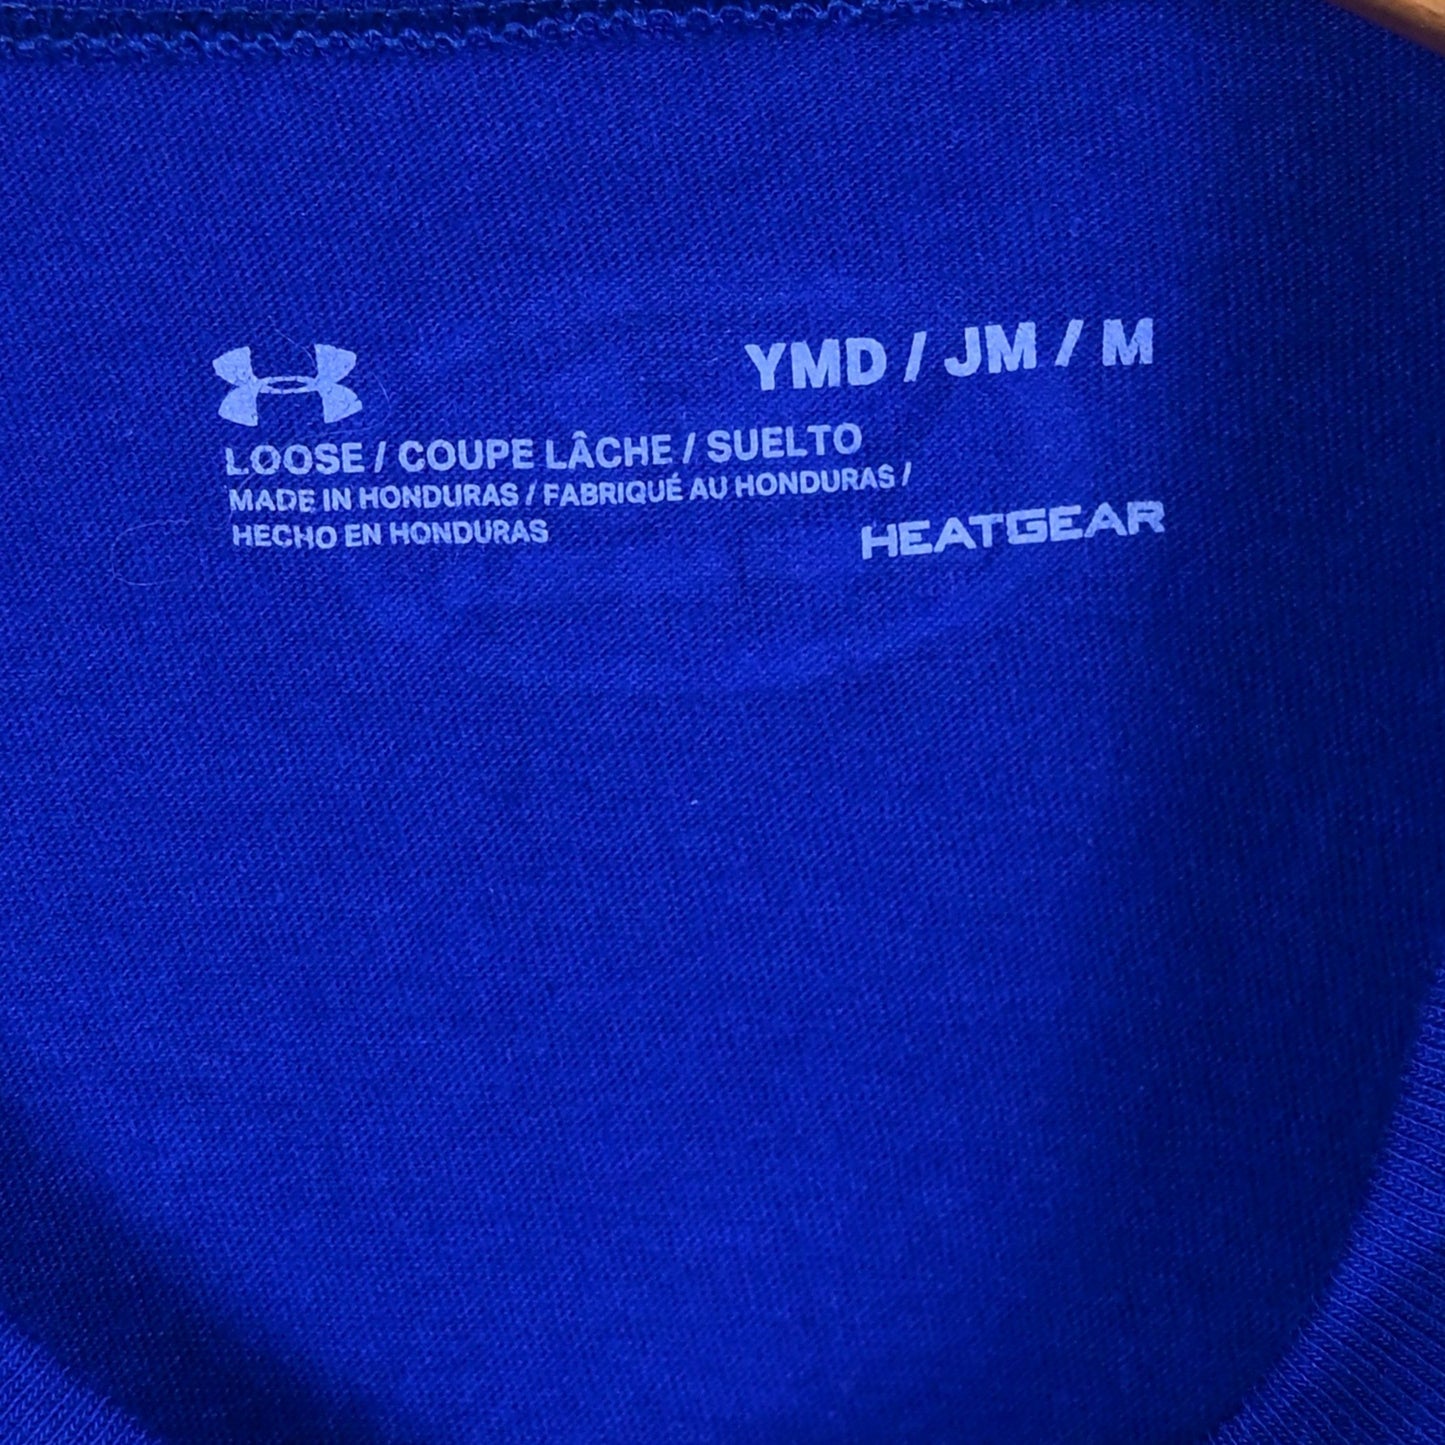 YMD / JM / M
LOOSE / COUPE LÂCHE / SUELTO
MADE IN HONDURAS / FABRIQUÉ AU HONDURAS /
HECHO EN HONDURAS
HEATGEAR